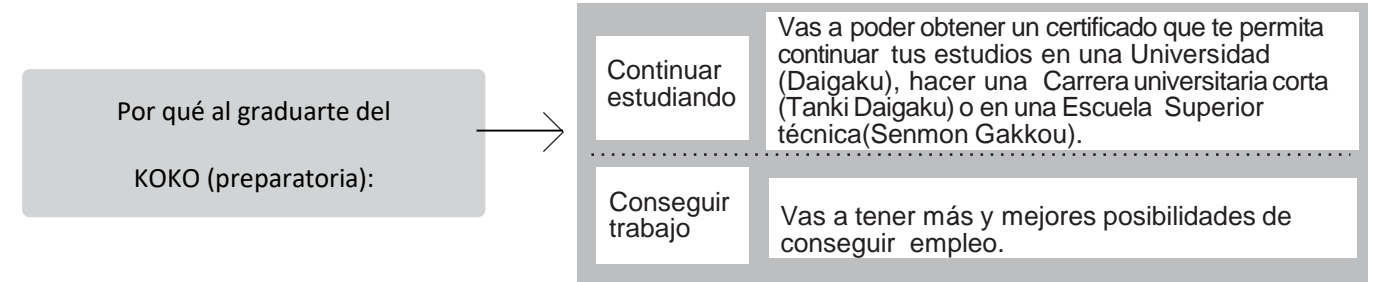 Por qué al graduarte del
KOKO (preparatoria):
Continuar
estudiando
Vas a poder obtener un certificado que te permita
continuar tus estudios en una Universidad
(Daigaku), hacer una Carrera universitaria corta
(Tanki Daigaku) o en una Escuela Superior
técnica(Senmon Gakkou).
Conseguir
trabajo
Vas a tener más y mejores posibilidades de
conseguir empleo.